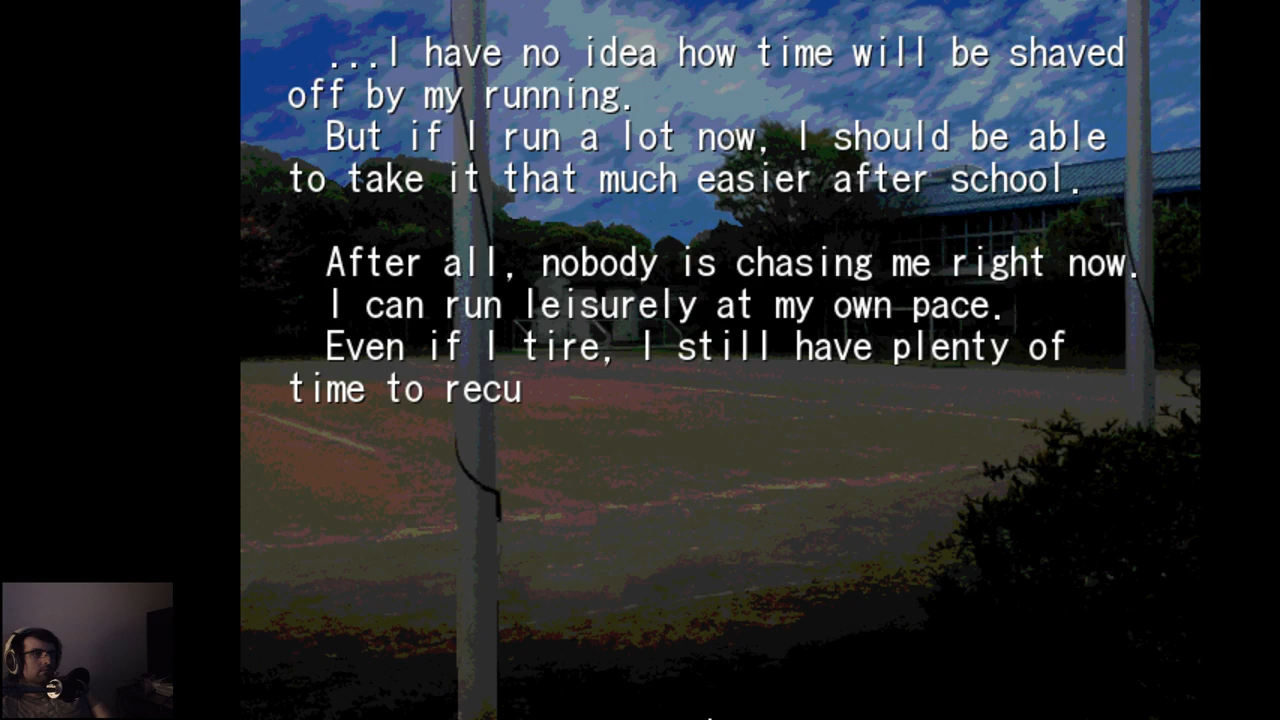 ...I have no idea how time will be shaved
off by my running.
But if I run a lot now, I should be able
to take it that much easier after school.
After all, nobody is chasing me right now.
I can run leisurely at my own pace.
Even if I tire, I still have plenty of
time to recu